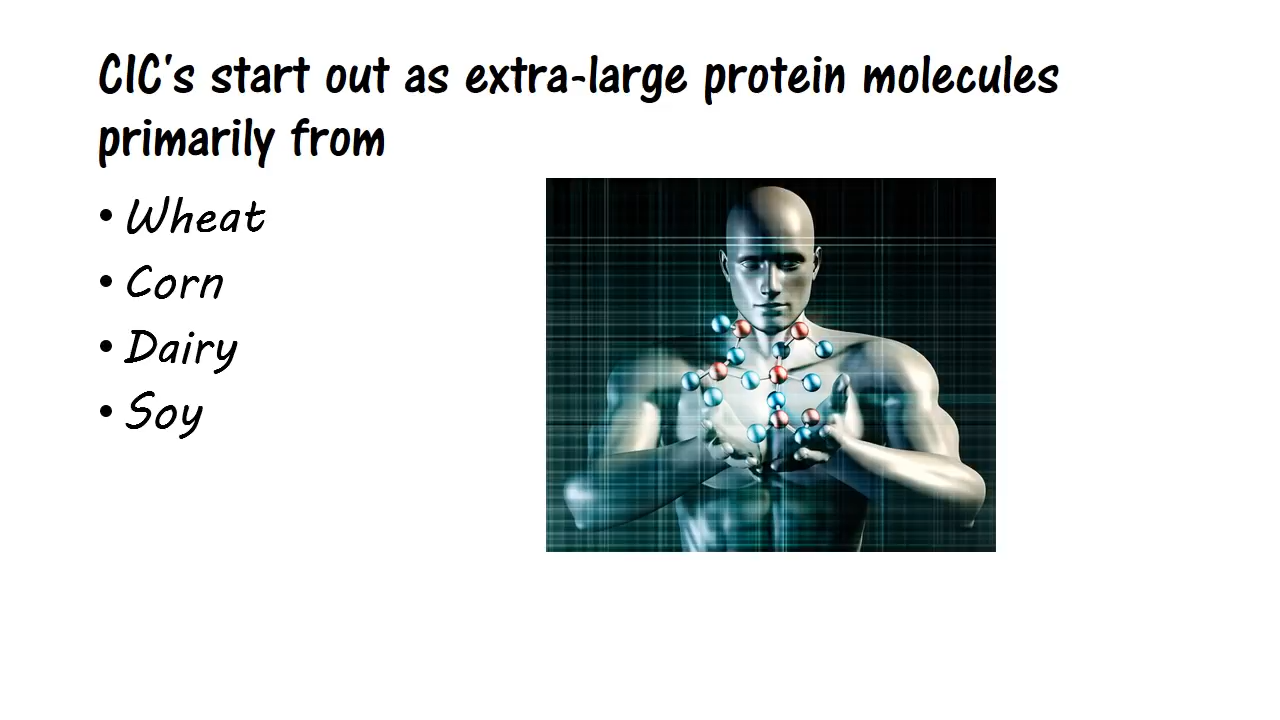 CIC's start out as extra-large protein molecules
primarily from
• Wheat
• Corn
• Dairy
• Soy